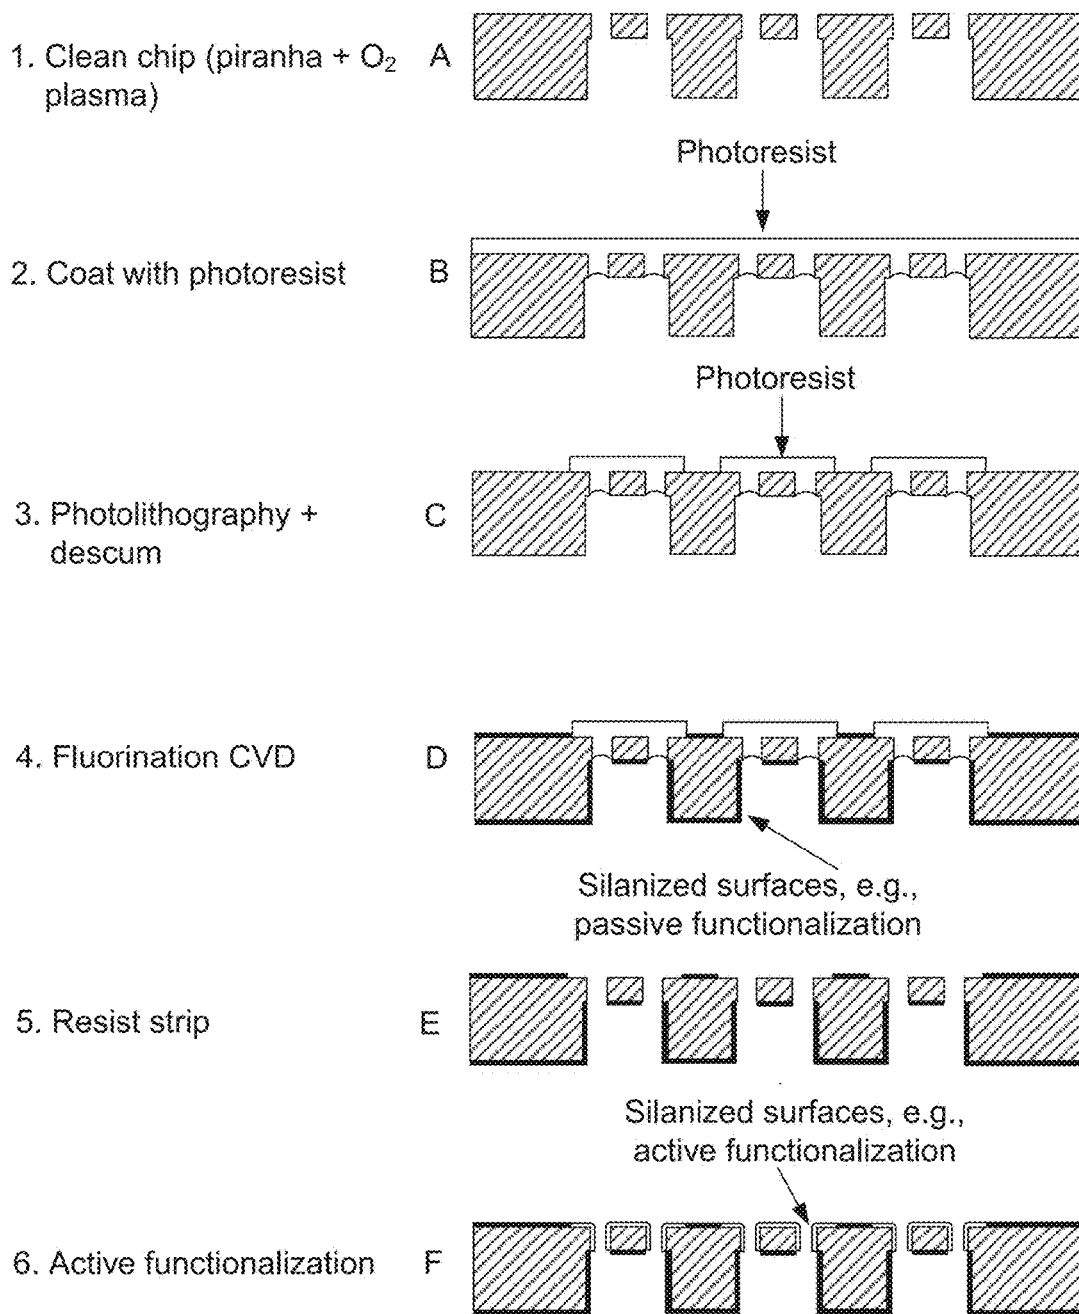 1. Clean chip (piranha + O₂
plasma)
A
Photoresist
2. Coat with photoresist
B
Photoresist
3. Photolithography +
descum
C
4. Fluorination CVD
D
Silanized surfaces, e.g.,
passive functionalization
5. Resist strip
E
Silanized surfaces, e.g.,
active functionalization
6. Active functionalization
F